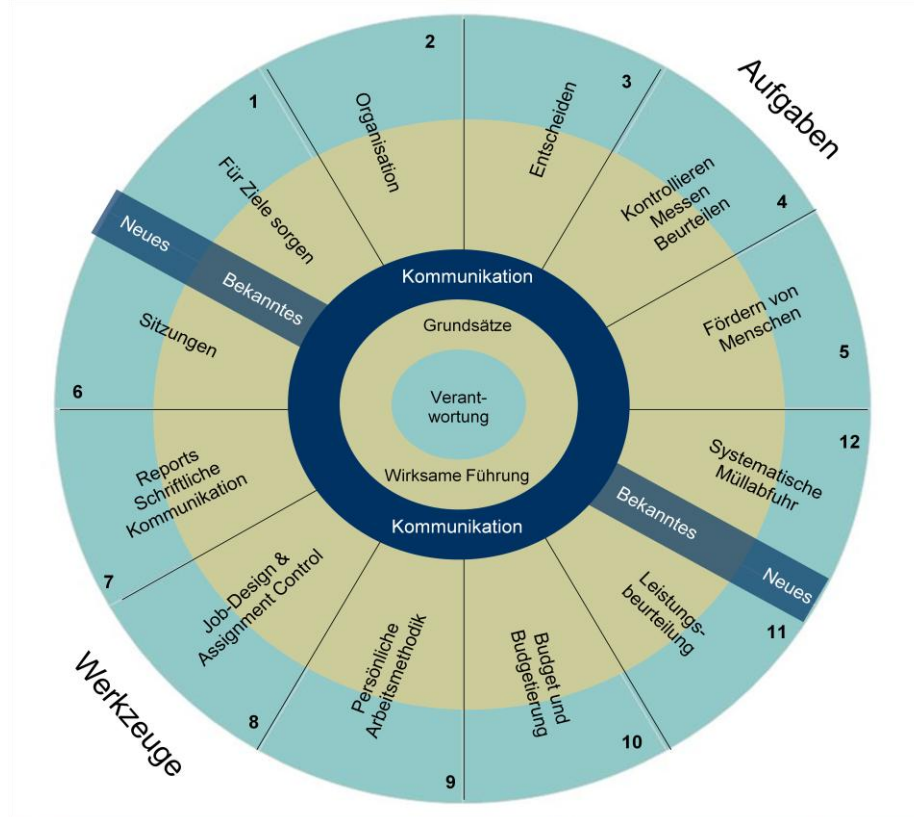 Aufgaben
Werkzeuge
1
Für Ziele sorgen
2
Organisation
3
Entscheiden
4
Kontrollieren
Messen
Beurteilen
5
Fördern von
Menschen
12
Systematische
Müllabfuhr
Bekanntes
Neues
11
Leistungs-
beurteilung
10
Budget und
Budgetierung
9
Persönliche
Arbeitsmethodik
8
Job-Design &
Assignment Control
7
Reports
Schriftliche
Kommunikation
6
Sitzungen
Neues
Bekanntes
Kommunikation
Grundsätze
Verant-
wortung
Wirksame Führung
Kommunikation